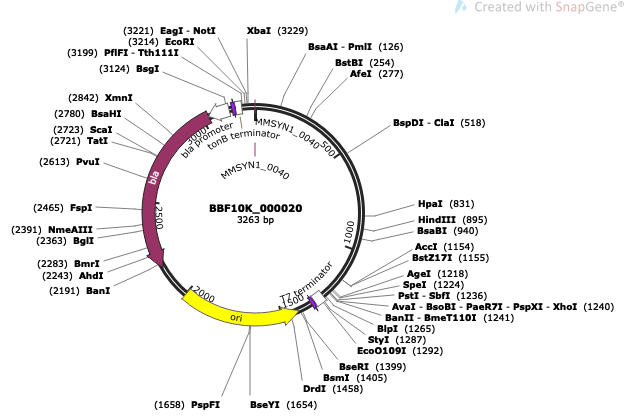 Created with SnapGene®
(3221) EagI - NotI
(3214) EcoRI
(3199) PflFI - Tth111I
(3124) BsgI
(2842) XmnI
(2780) BsaHI
(2723) ScaI
(2721) TatI
(2613) PvuI
(2465) FspI
(2391) NmeAIII
(2363) BglI
(2283) BmrI
(2243) AhdI
(2191) BanI
XbaI (3229)
BsaAI - PmlI (126)
BstBI (254)
AfeI (277)
BspDI - ClaI (518)
HpaI (831)
HindIII (895)
BsaBI (940)
AccI (1154)
BstZ17I (1155)
AgeI (1218)
SpeI (1224)
PstI - SbfI (1236)
AvaI - BsoBI - PaeR7I - PspXI - XhoI (1240)
BanII - BmeT110I (1241)
BlpI (1265)
StyI (1287)
EcoO109I (1292)
BseRI (1399)
BsmI (1405)
DrdI (1458)
BseYI (1654)
(1658) PspFI
bla promoter
tonB terminator
MMSYN1_0040
MMSYN1_0040
BBF10K_000020
3263 bp
T7 terminator
bla
ori
500
1000
1500
2000
2500
3000